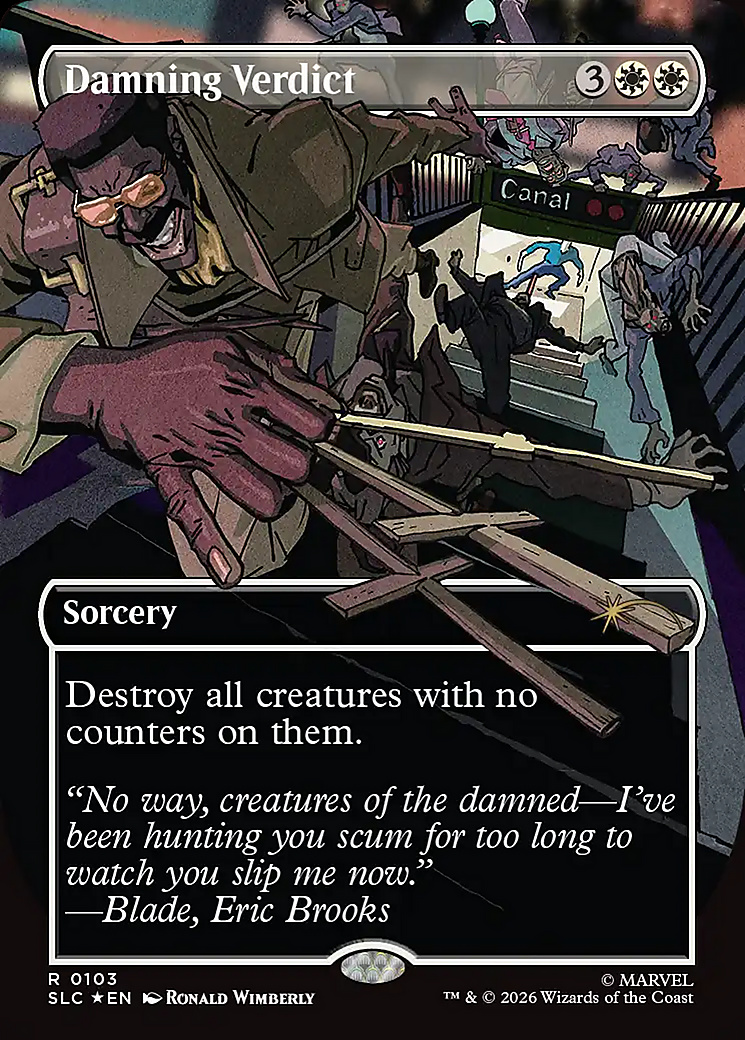 Damning Verdict
3
Canal
Sorcery
Destroy all creatures with no
counters on them.
“No way, creatures of the damned—I’ve
been hunting you scum for too long to
watch you slip me now.”
—Blade, Eric Brooks
R 0103
SLC ★ EN Ronald Wimberly
© MARVEL
™ & © 2026 Wizards of the Coast